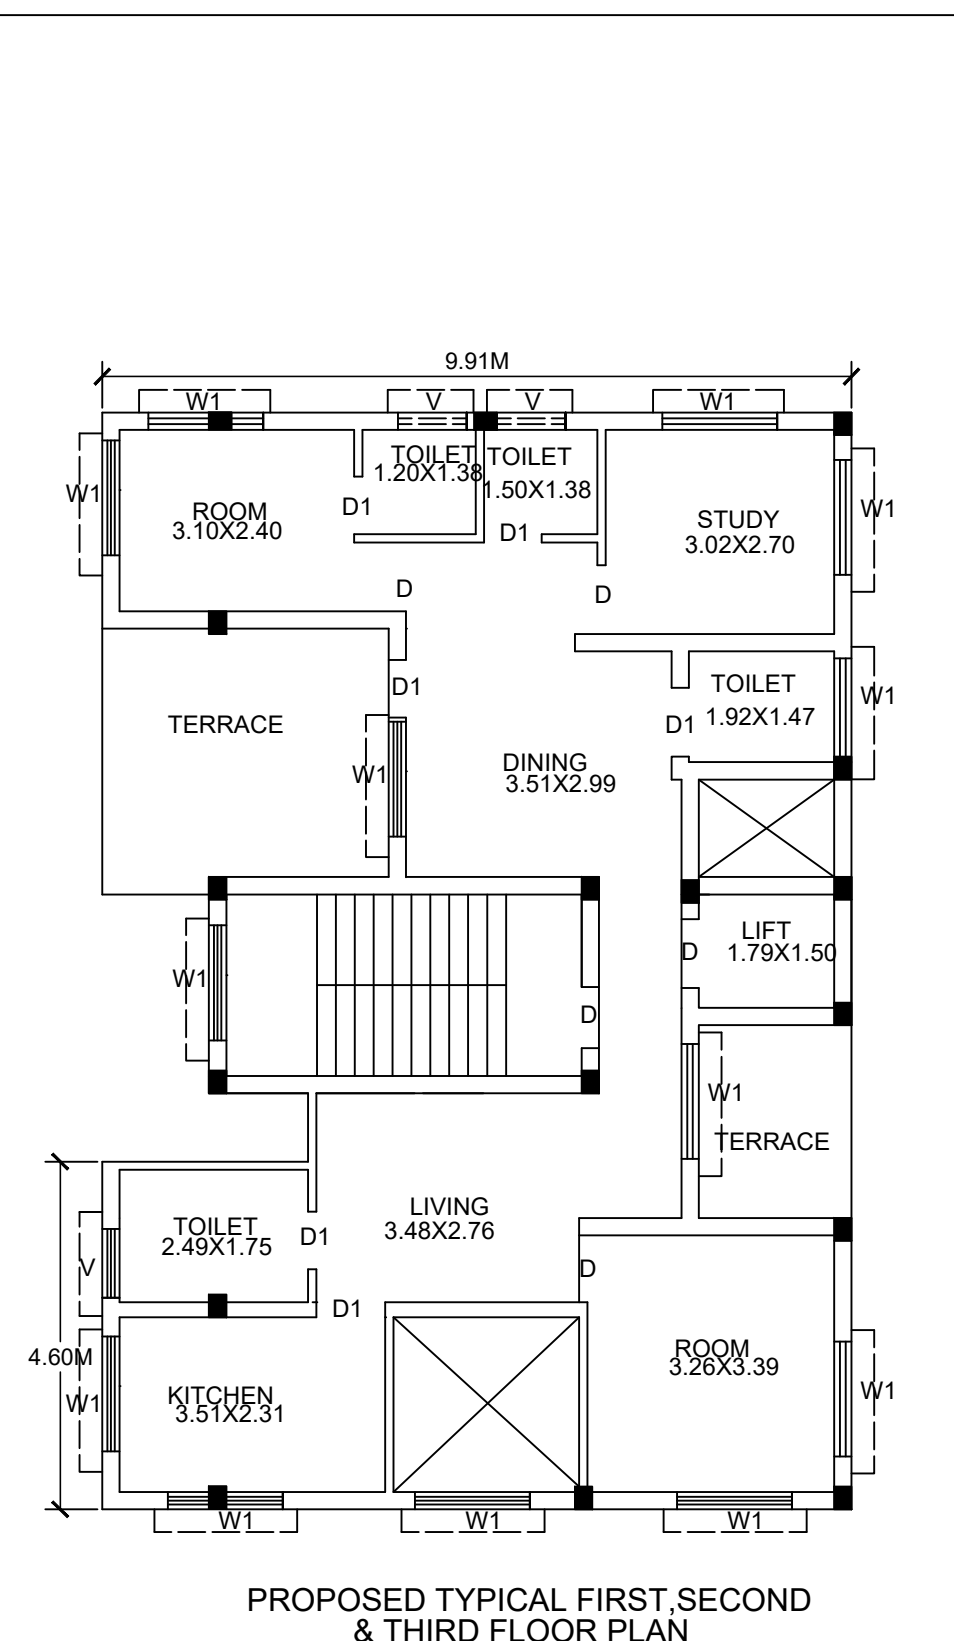 9.91M
W1
V
V
W1
TOILET
1.20X1.38
TOILET
1.50X1.38
W1
D1
ROOM
3.10X2.40
D1
STUDY
3.02X2.70
W1
D
D
D1
TOILET
1.92X1.47
W1
D1
TERRACE
W1
DINING
3.51X2.99
LIFT
1.79X1.50
D
W1
D
W1
TERRACE
LIVING
3.48X2.76
TOILET
2.49X1.75
D1
V
D
D1
4.60M
ROOM
3.26X3.39
W1
KITCHEN
3.51X2.31
W1
W1
W1
W1
PROPOSED TYPICAL FIRST,SECOND
& THIRD FLOOR PLAN